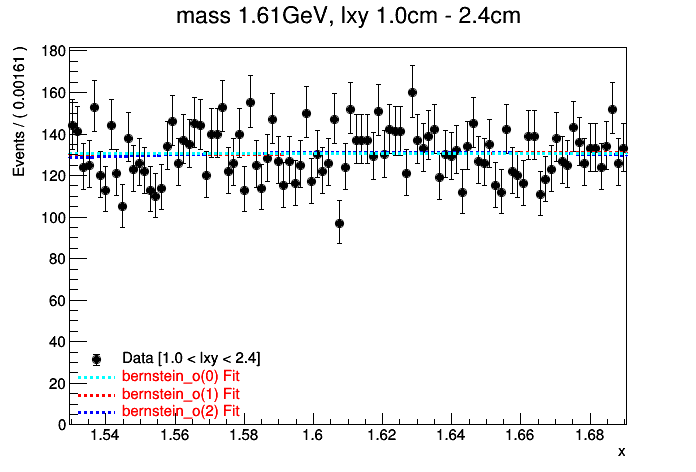 mass 1.61GeV, lxy 1.0cm - 2.4cm
Events / ( 0.00161 )
180
160
140
120
100
80
60
40
20
0
Data [1.0 < lxy < 2.4]
bernstein_o(0) Fit
bernstein_o(1) Fit
bernstein_o(2) Fit
1.54 1.56 1.58 1.6 1.62 1.64 1.66 1.68
x